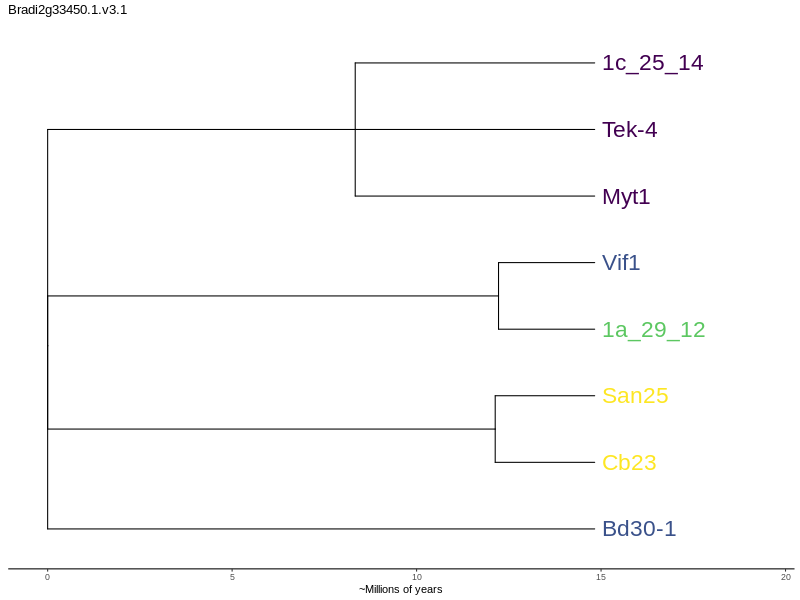 Bradi2g33450.1.v3.1
1c_25_14
Tek-4
Myt1
Vif1
1a_29_12
San25
Cb23
Bd30-1
0 5 10 15 20
~Millions of years